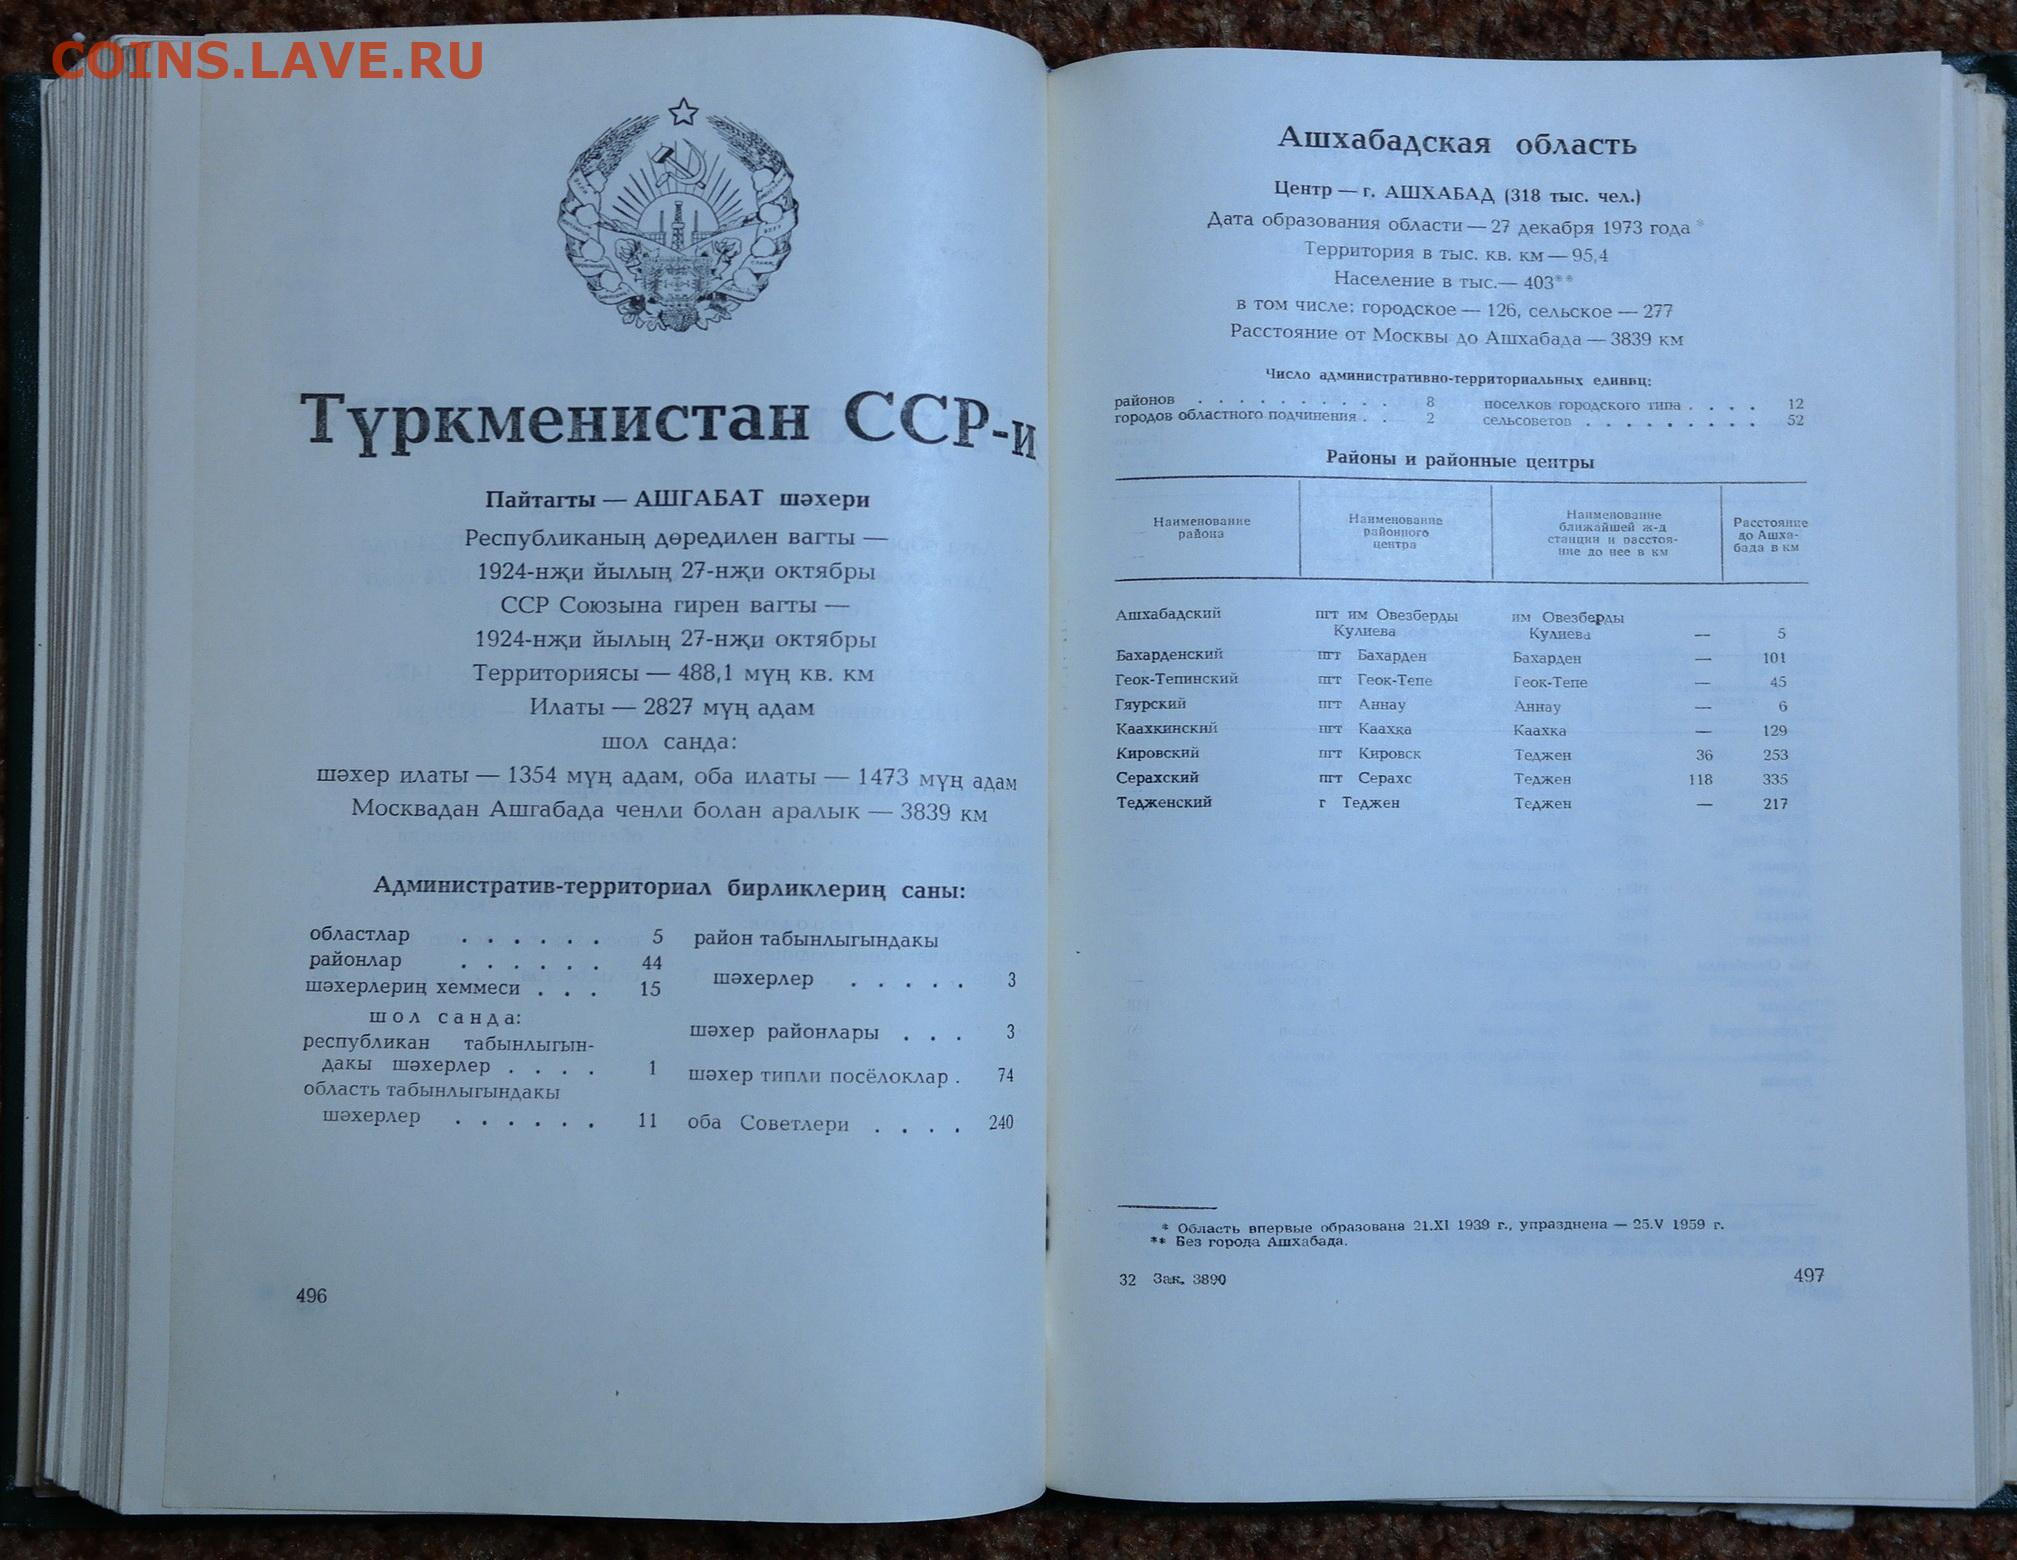 COINS.LAVE.RU
Түркменистан ССР-и
Пайтагты — АШГАБАТ шәхери
Республиканың дөредилен вагты —
1924-нҗи йылың 27-нҗи октябры
ССР Союзына гирен вагты —
1924-нҗи йылың 27-нҗи октябры
Территориясы — 488,1 мүң кв. км
Илаты — 2827 мүң адам
шол санда:
шәхер илаты — 1354 мүң адам, оба илаты — 1473 мүң адам
Москвадан Ашгабада ченли болан аралык — 3839 км
Административ-территориал бирликлериң саны:
областлар . . . . . . 5
районлар . . . . . . 44
шәхерлериң хеммеси . . . 15
шол санда:
республикан табынлыгын-
дакы шәхерлер . . . . 1
область табынлыгындакы
шәхерлер . . . . . . 11
район табынлыгындакы
шәхерлер . . . . . 3
шәхер районлары . . . 3
шәхер типли посёлоклар . 74
оба Советлери . . . . 240
496
Ашхабадская область
Центр — г. АШХАБАД (318 тыс. чел.)
Дата образования области — 27 декабря 1973 года *
Территория в тыс. кв. км — 95,4
Население в тыс.— 403**
в том числе: городское — 126, сельское — 277
Расстояние от Москвы до Ашхабада — 3839 км
Число административно-территориальных единиц:
районов . . . . . . . . . . 8 поселков городского типа . . . . 12
городов областного подчинения . . 2 сельсоветов . . . . . . . . . 52
Районы и районные центры
Наименование
района
Наименование
районного
центра
Наименование
ближайшей ж-д
станции и расстоя-
ние до нее в км
Расстояние
до Ашха-
бада в км
Ашхабадский пгт им Овезберды им Овезберды
Кулиева Кулиева — 5
Бахарденский пгт Бахарден Бахарден — 101
Геок-Тепинский пгт Геок-Тепе Геок-Тепе — 45
Гяурский пгт Аннау Аннау — 6
Каахкинский пгт Каахка Каахка — 129
Кировский пгт Кировск Теджен 36 253
Серахский пгт Серахс Теджен 118 335
Тедженский г Теджен Теджен — 217
* Область впервые образована 21.XI 1939 г., упразднена — 25.V 1959 г.
** Без города Ашхабада.
32 Зак. 3890
497